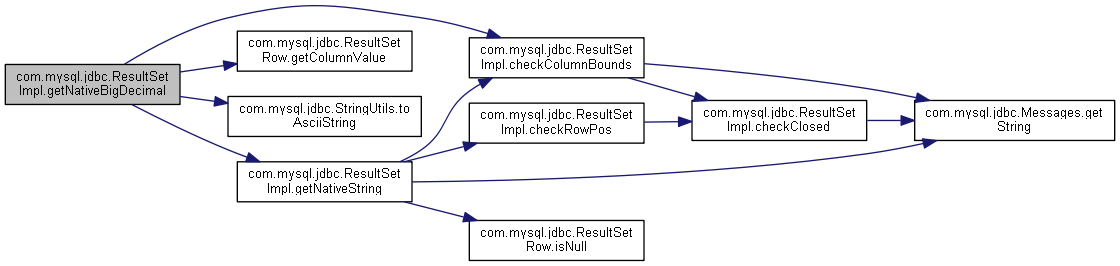 com.mysql.jdbc.ResultSet
Impl.getNativeBigDecimal
com.mysql.jdbc.ResultSet
Row.getColumnValue
com.mysql.jdbc.StringUtils.to
AsciiString
com.mysql.jdbc.ResultSet
Impl.getNativeString
com.mysql.jdbc.ResultSet
Impl.checkColumnBounds
com.mysql.jdbc.ResultSet
Impl.checkRowPos
com.mysql.jdbc.ResultSet
Row.isNull
com.mysql.jdbc.ResultSet
Impl.checkClosed
com.mysql.jdbc.Messages.get
String